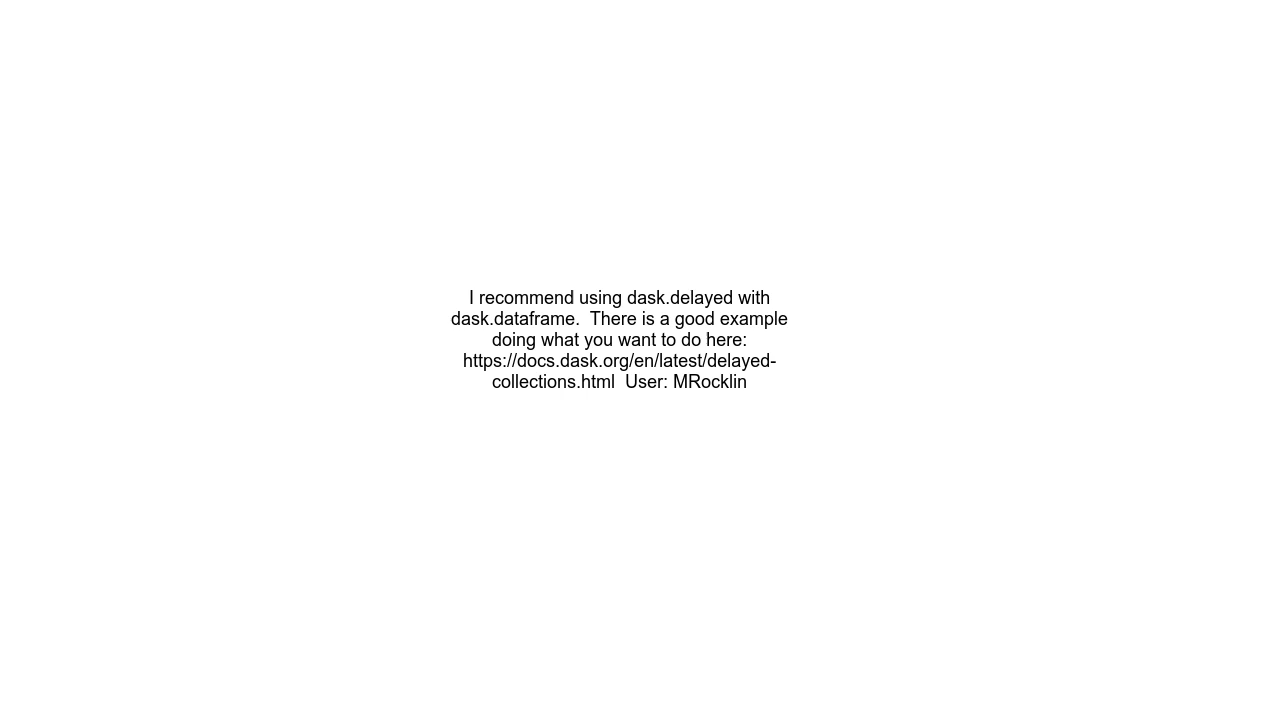 I recommend using dask.delayed with
dask.dataframe.  There is a good example
doing what you want to do here:
https://docs.dask.org/en/latest/delayed-
collections.html  User: MRocklin